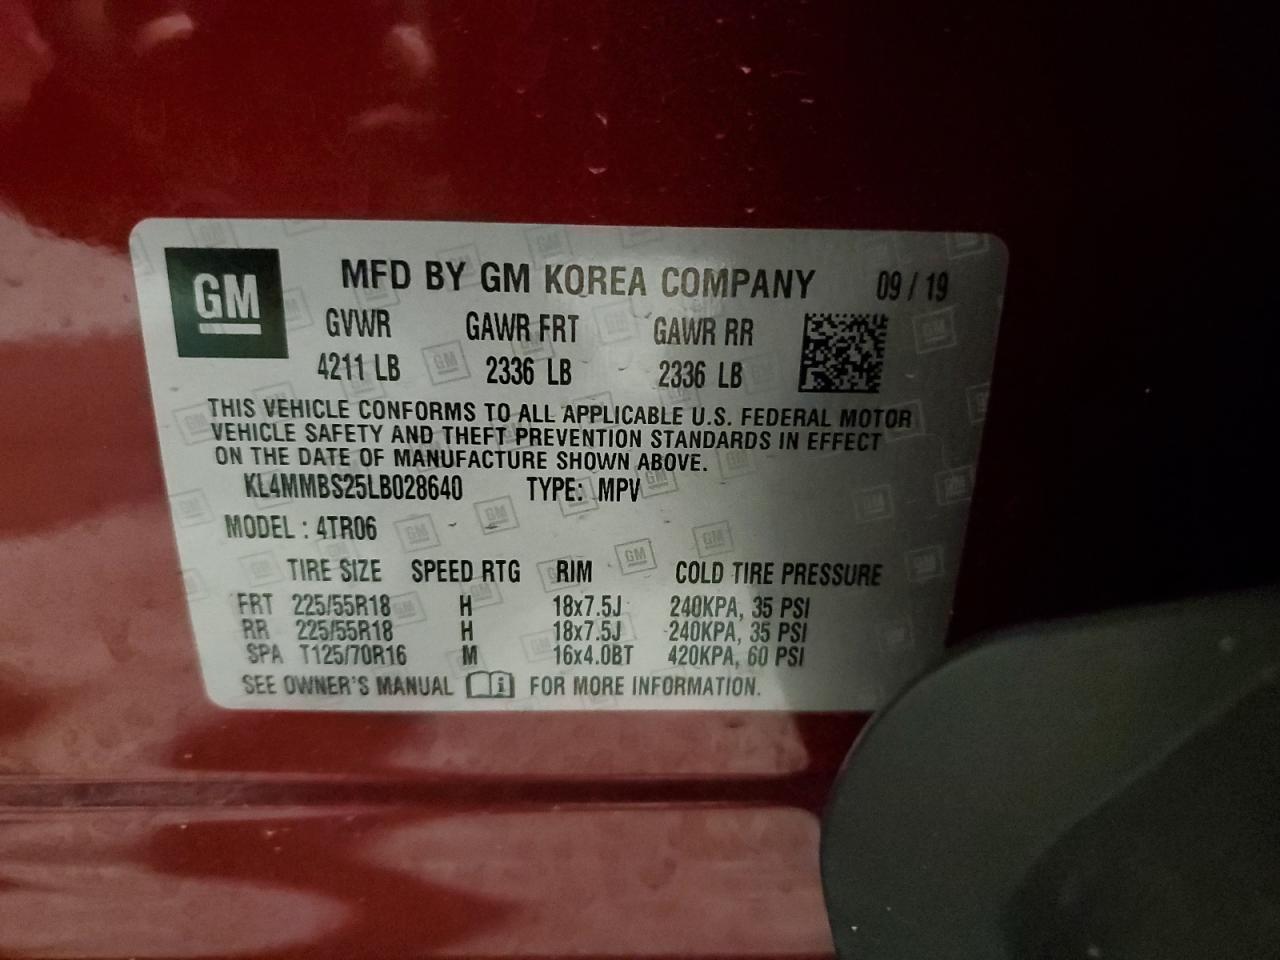 GM
MFD BY GM KOREA COMPANY 09 / 19
GVWR GAWR FRT GAWR RR
4211 LB 2336 LB 2336 LB
THIS VEHICLE CONFORMS TO ALL APPLICABLE U.S. FEDERAL MOTOR
VEHICLE SAFETY AND THEFT PREVENTION STANDARDS IN EFFECT
ON THE DATE OF MANUFACTURE SHOWN ABOVE.
KL4MMBS25LB028640 TYPE: MPV
MODEL : 4TR06
TIRE SIZE SPEED RTG RIM COLD TIRE PRESSURE
FRT 225/55R18 H 18x7.5J 240KPA, 35 PSI
RR 225/55R18 H 18x7.5J 240KPA, 35 PSI
SPA T125/70R16 M 16x4.0BT 420KPA, 60 PSI
SEE OWNER'S MANUAL FOR MORE INFORMATION.